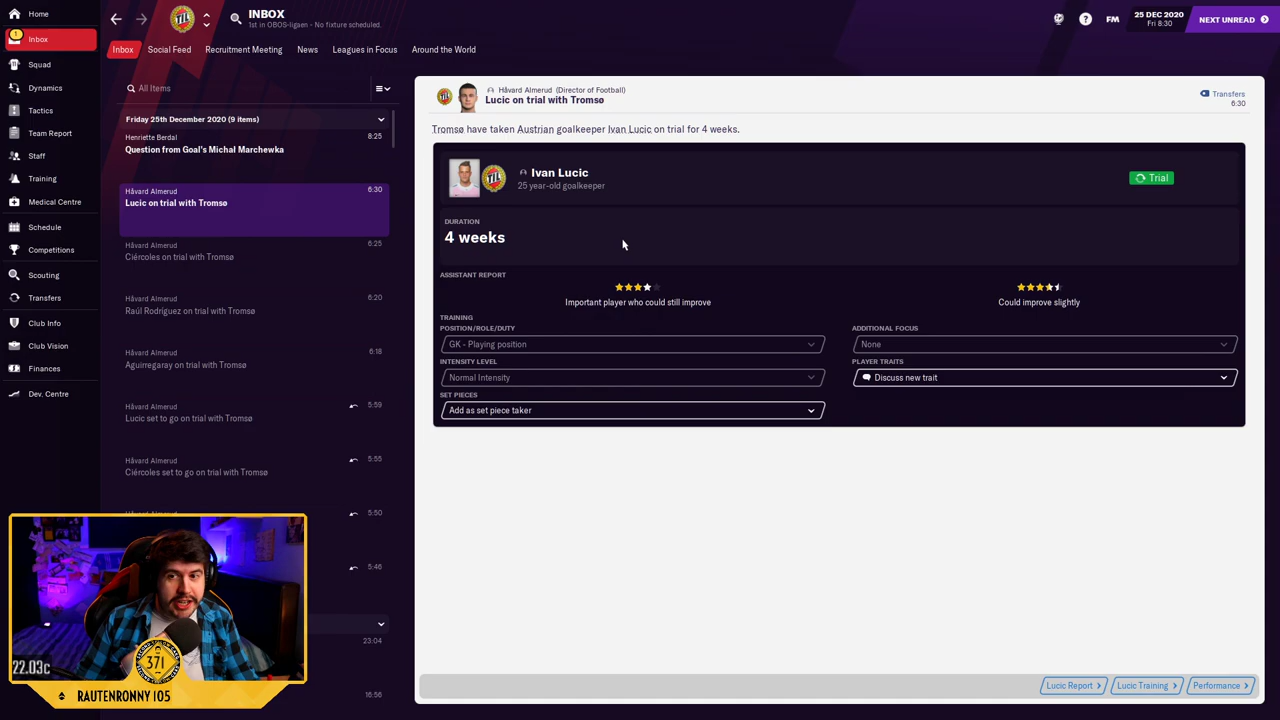 Home
Inbox
1
Squad
Dynamics
Tactics
Team Report
Staff
Training
Medical Centre
Schedule
Competitions
Scouting
Transfers
Club Info
Club Vision
Finances
Dev. Centre
TIL
INBOX
1st in OBOS-ligaen - No fixture scheduled.
?
FM
25 DEC 2020
Fri 8:30
NEXT UNREAD
Inbox
Social Feed
Recruitment Meeting
News
Leagues in Focus
Around the World
All Items
Friday 25th December 2020 (9 items)
Henriette Berdal
8:25
Question from Goal's Michal Marchewka
Håvard Almerud
6:30
Lucic on trial with Tromsø
Håvard Almerud
6:25
Ciércoles on trial with Tromsø
Håvard Almerud
6:20
Raúl Rodríguez on trial with Tromsø
Håvard Almerud
6:18
Aguirregaray on trial with Tromsø
Håvard Almerud
5:59
Lucic set to go on trial with Tromsø
Håvard Almerud
5:55
Ciércoles set to go on trial with Tromsø
5:50
5:46
23:04
16:56
TIL
Håvard Almerud (Director of Football)
Lucic on trial with Tromsø
Transfers
6:30
Tromsø have taken Austrian goalkeeper Ivan Lucic on trial for 4 weeks.
TIL
Ivan Lucic
25 year-old goalkeeper
Trial
DURATION
4 weeks
ASSISTANT REPORT
Important player who could still improve
Could improve slightly
TRAINING
POSITION/ROLE/DUTY
GK - Playing position
ADDITIONAL FOCUS
None
INTENSITY LEVEL
Normal Intensity
PLAYER TRAITS
Discuss new trait
SET PIECES
Add as set piece taker
Lucic Report
Lucic Training
Performance
22.03c
371
RAUTENRONNY 105